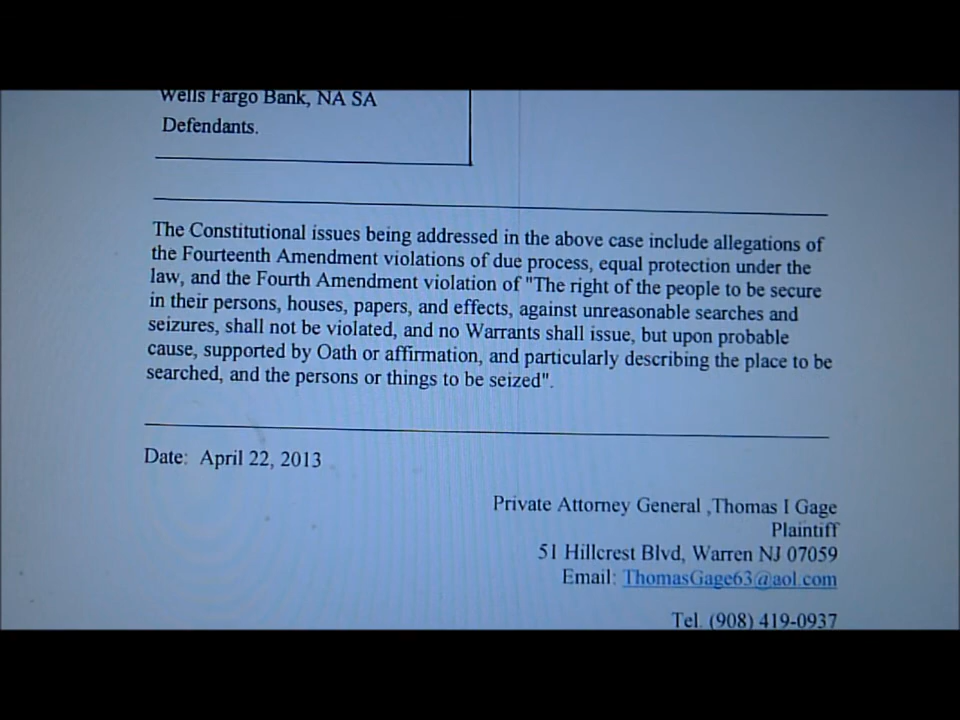 Wells Fargo Bank, NA SA
Defendants.
The Constitutional issues being addressed in the above case include allegations of
the Fourteenth Amendment violations of due process, equal protection under the
law, and the Fourth Amendment violation of "The right of the people to be secure
in their persons, houses, papers, and effects, against unreasonable searches and
seizures, shall not be violated, and no Warrants shall issue, but upon probable
cause, supported by Oath or affirmation, and particularly describing the place to be
searched, and the persons or things to be seized".
Date: April 22, 2013
Private Attorney General ,Thomas I Gage
Plaintiff
51 Hillcrest Blvd, Warren NJ 07059
Email: ThomasGage63@aol.com
Tel. (908) 419-0937